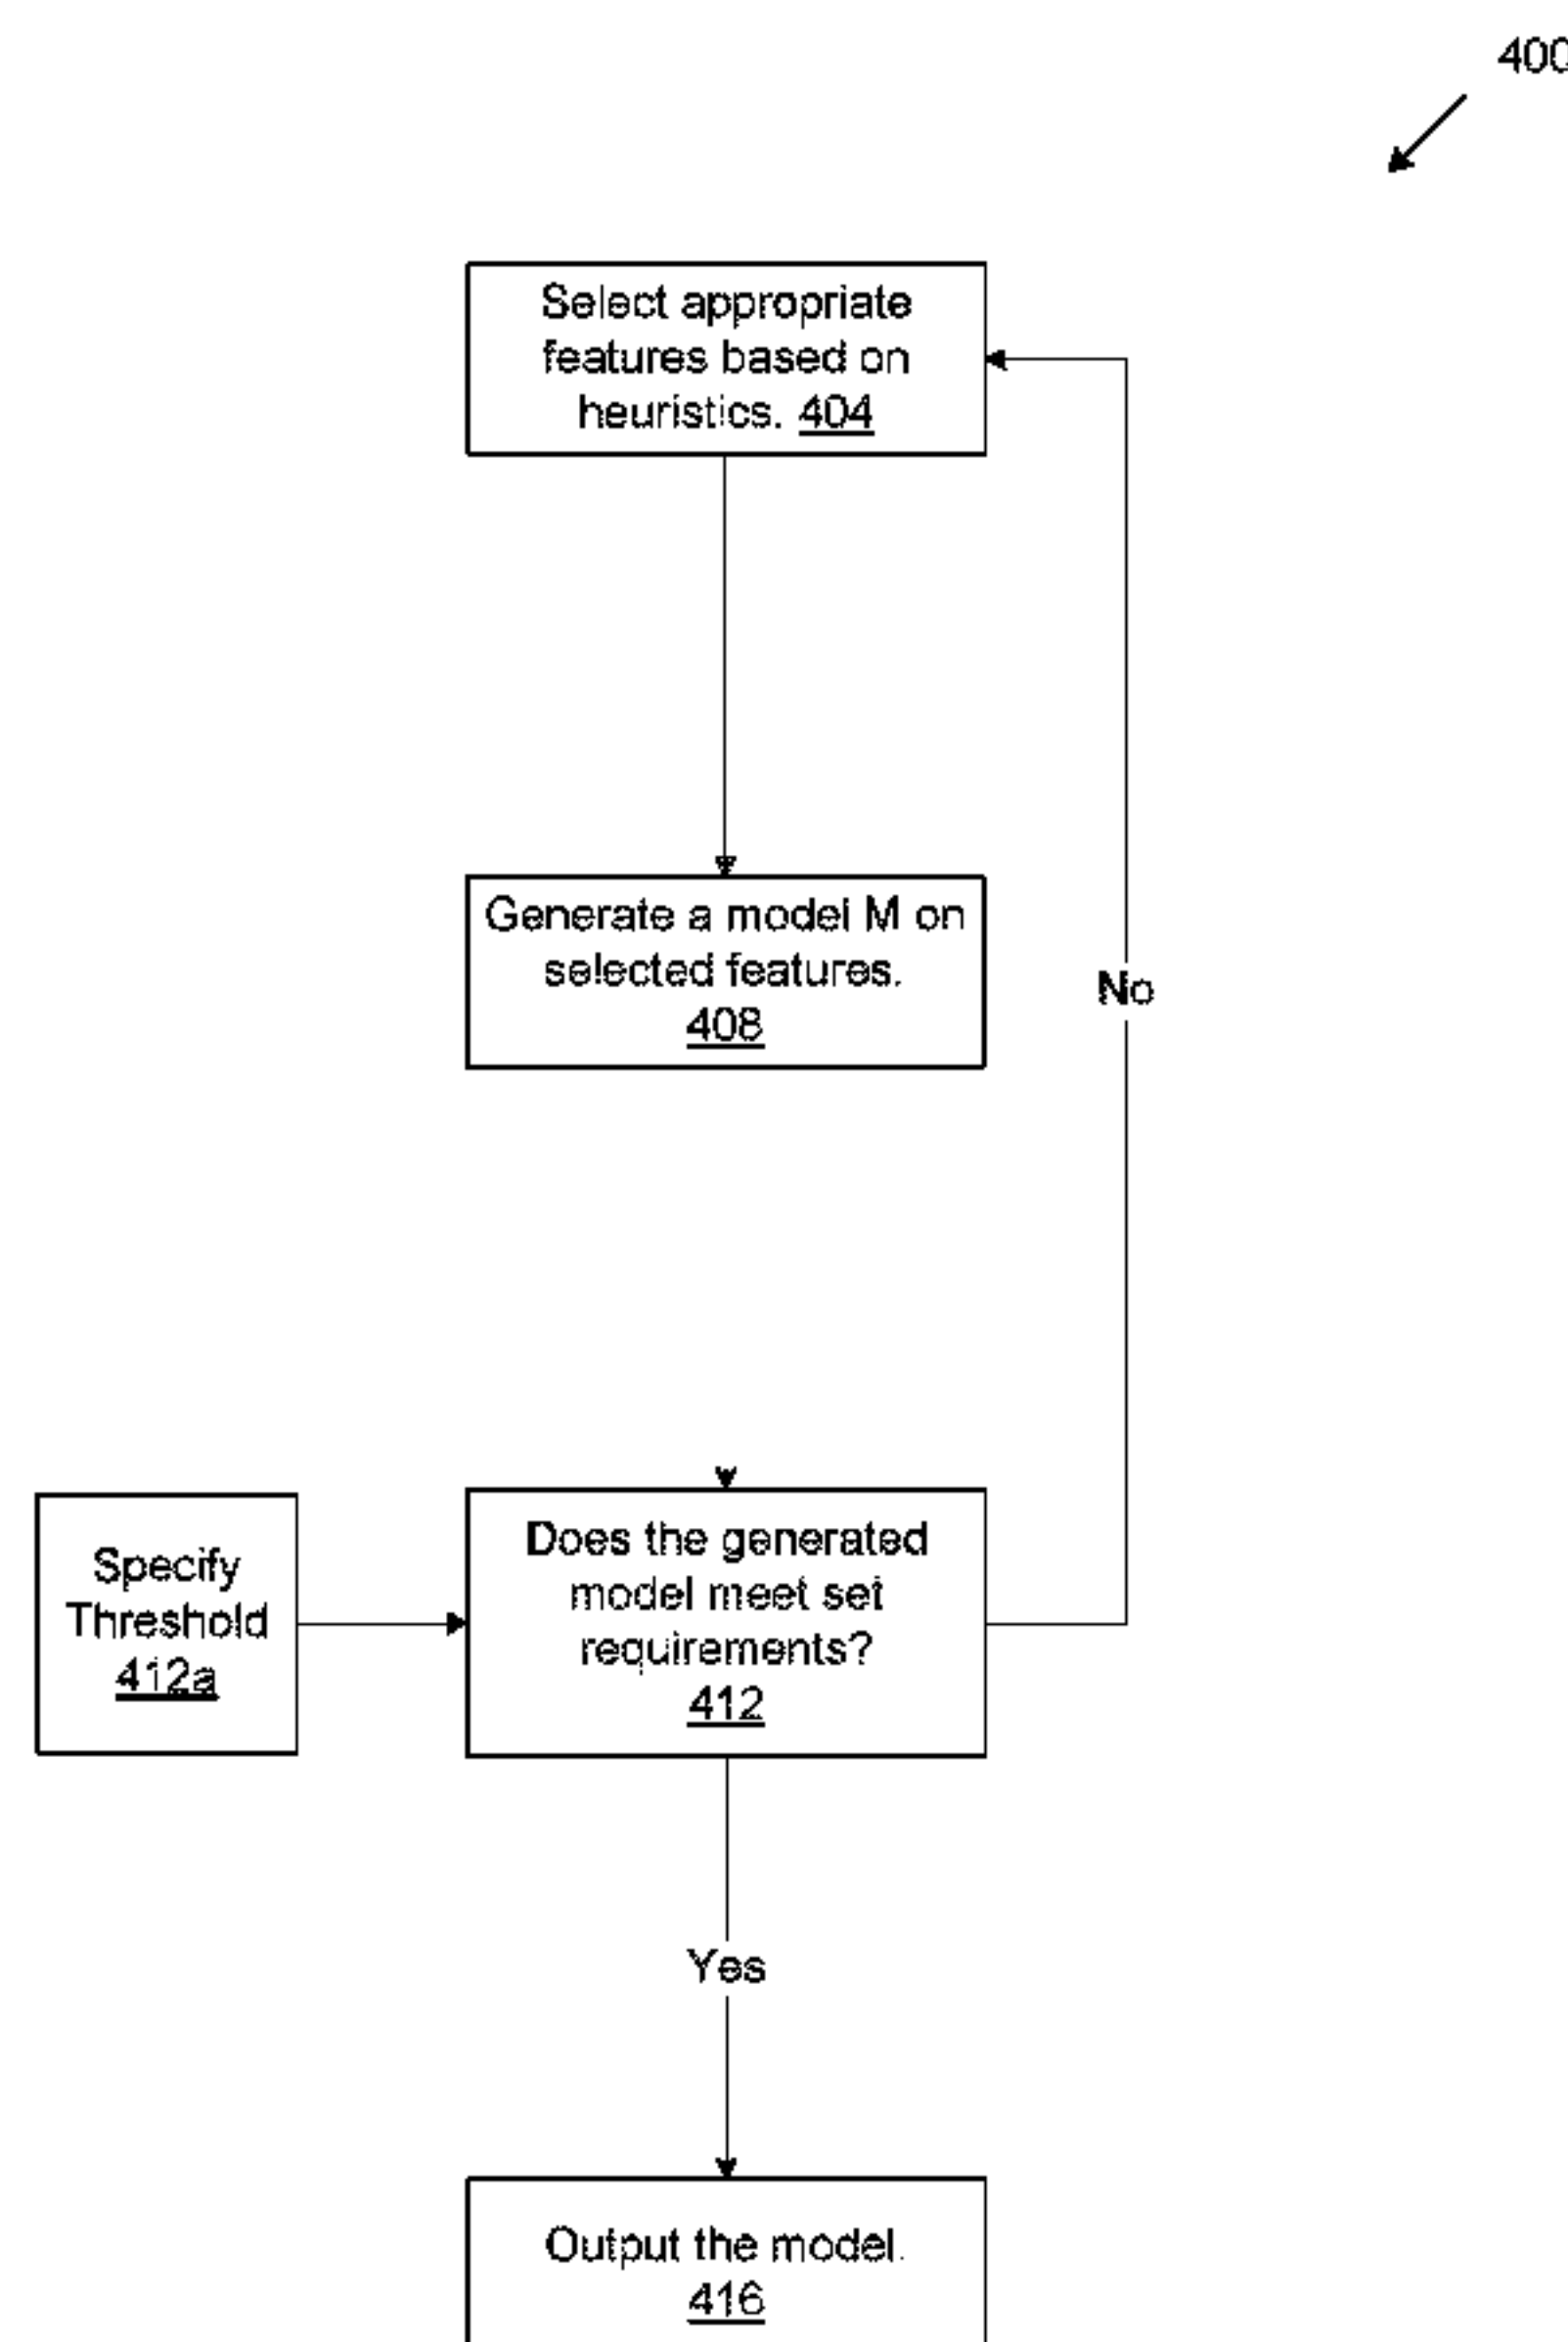 400
Select appropriate
features based on
heuristics. 404
Generate a model M on
selected features.
408
No
Specify
Threshold
412a
Does the generated
model meet set
requirements?
412
Yes
Output the model.
416